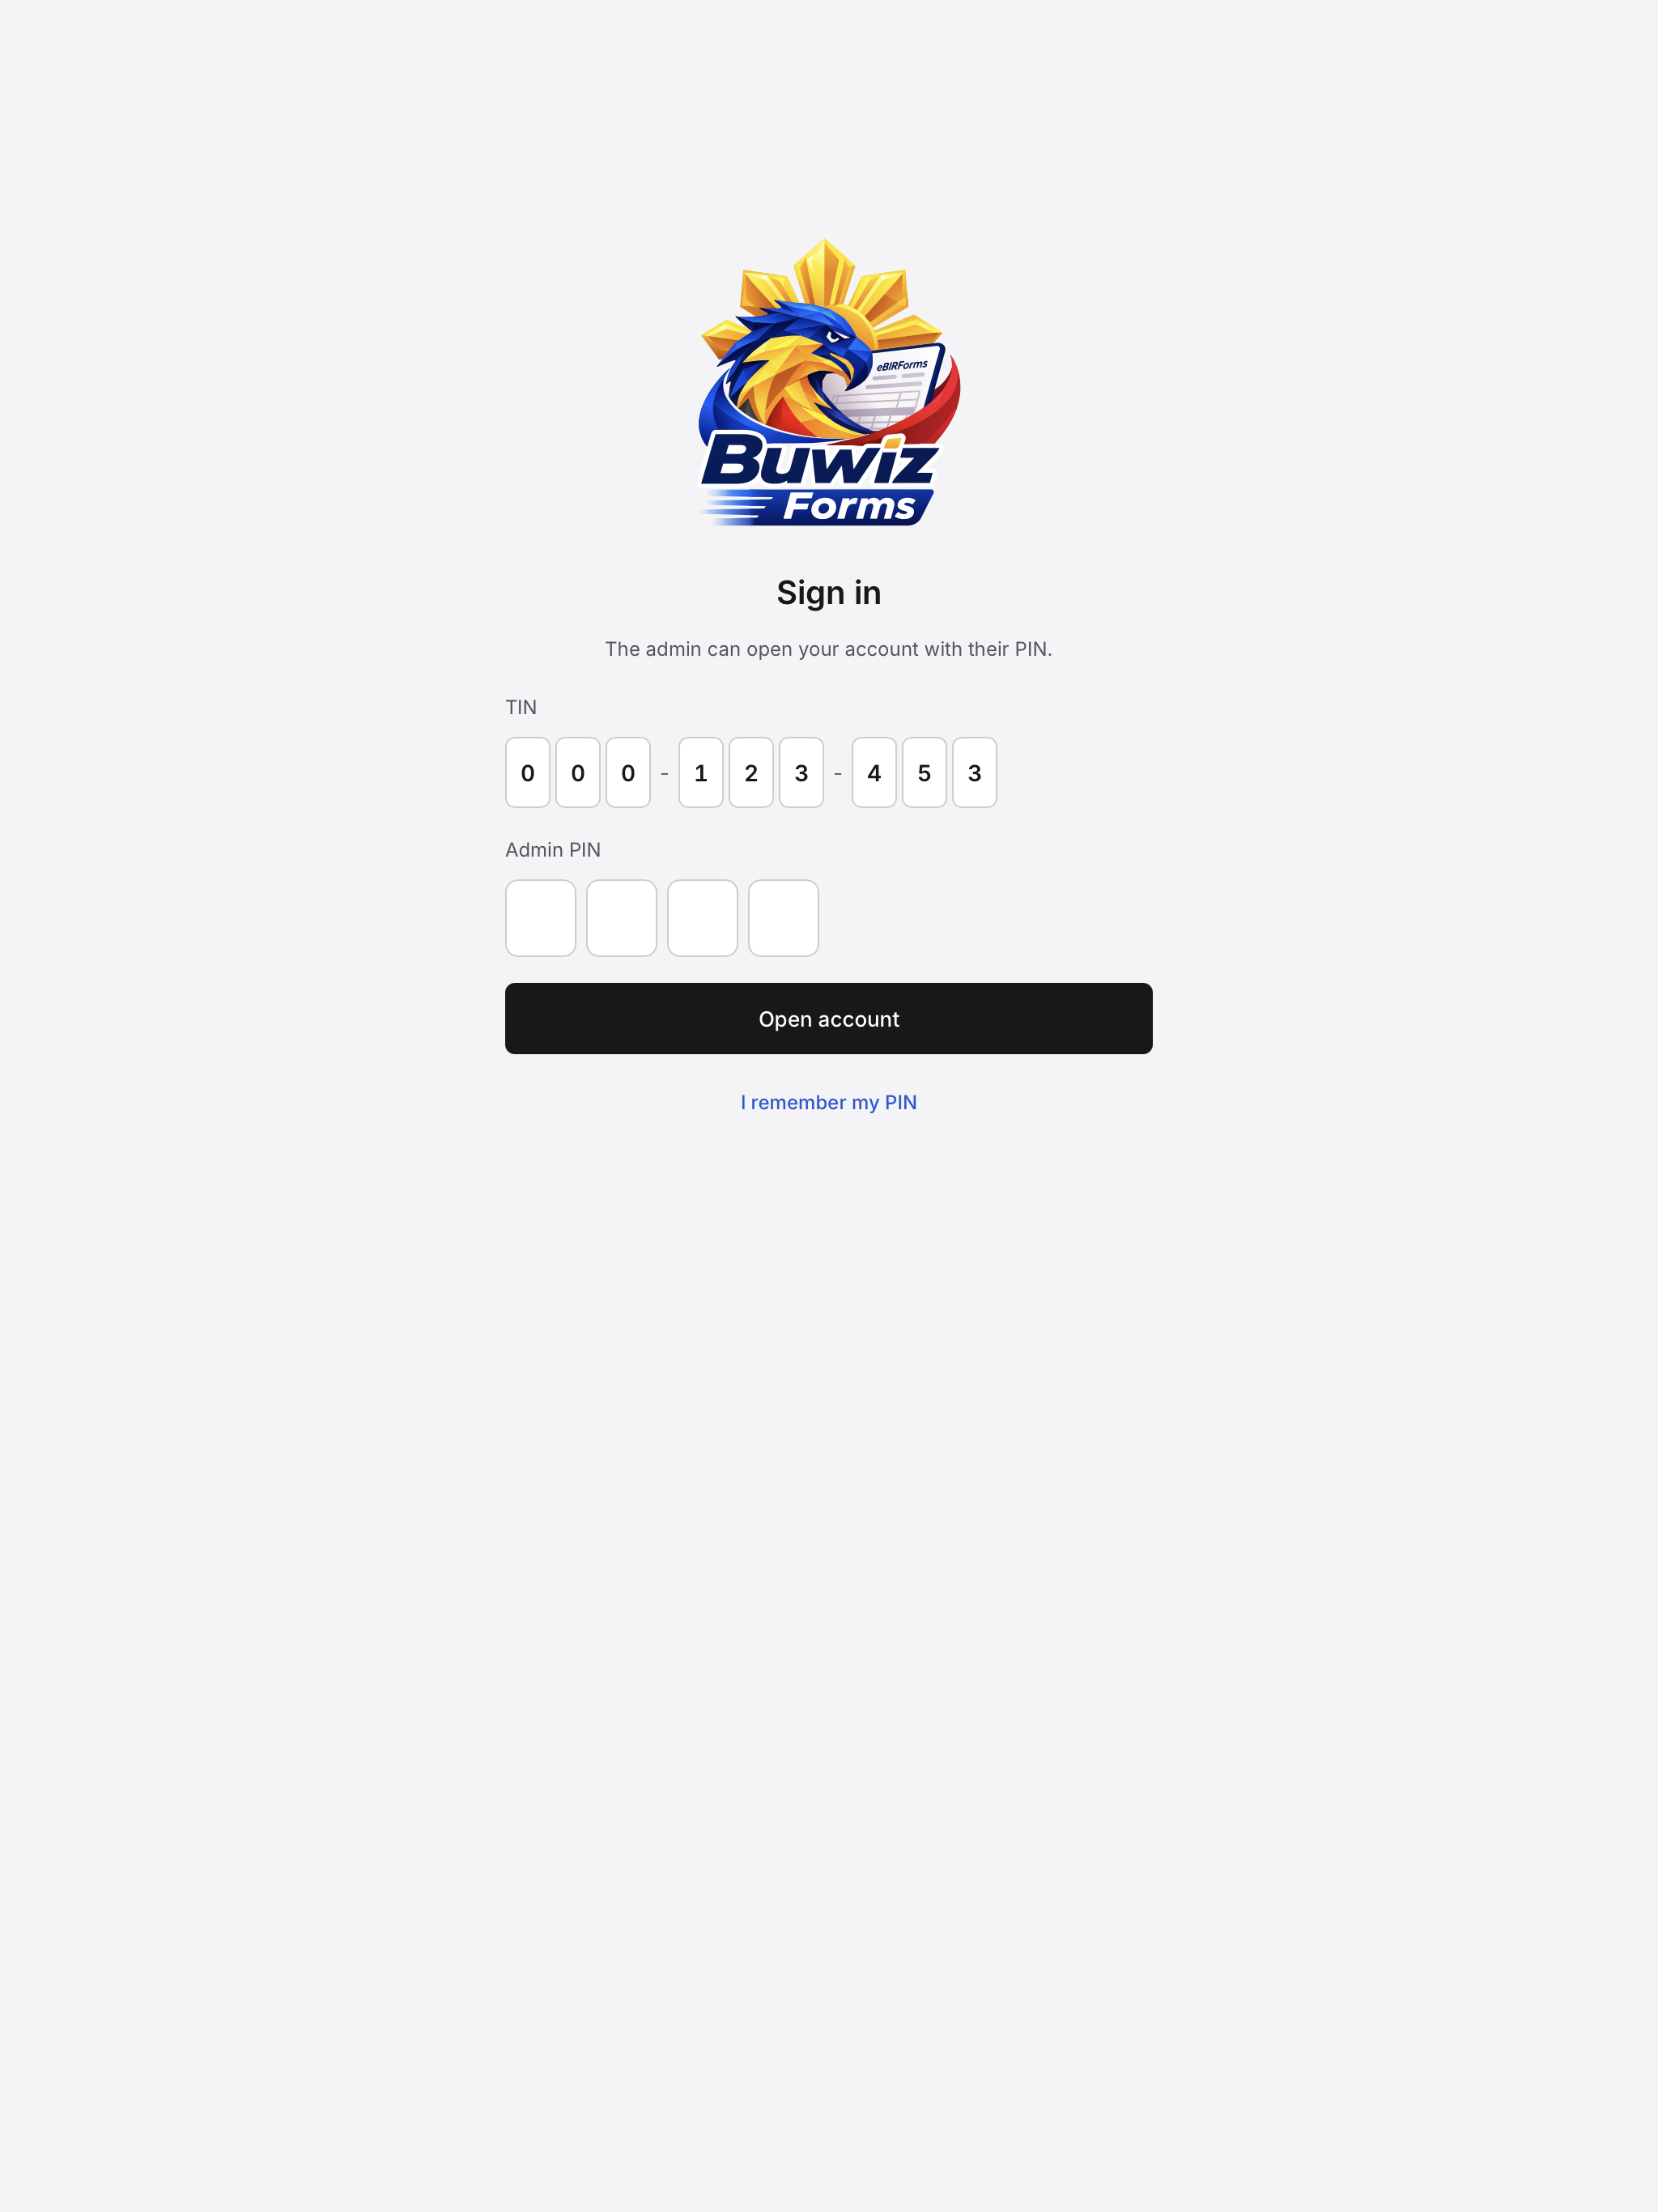 eBIRForms
Buwiz
Forms
Sign in
The admin can open your account with their PIN.
TIN
0 0 0 - 1 2 3 - 4 5 3
Admin PIN
Open account
I remember my PIN